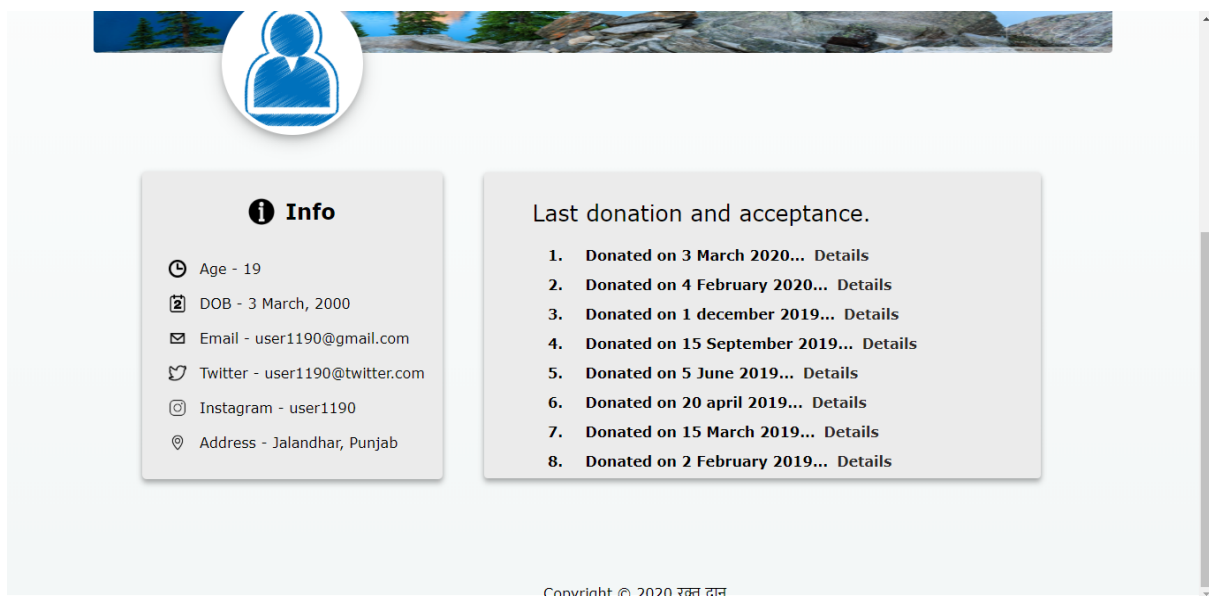 Info
Age - 19
DOB - 3 March, 2000
Email - user1190@gmail.com
Twitter - user1190@twitter.com
Instagram - user1190
Address - Jalandhar, Punjab
Last donation and acceptance.
1. Donated on 3 March 2020... Details
2. Donated on 4 February 2020... Details
3. Donated on 1 december 2019... Details
4. Donated on 15 September 2019... Details
5. Donated on 5 June 2019... Details
6. Donated on 20 april 2019... Details
7. Donated on 15 March 2019... Details
8. Donated on 2 February 2019... Details
Copyright © 2020 रक्त दान